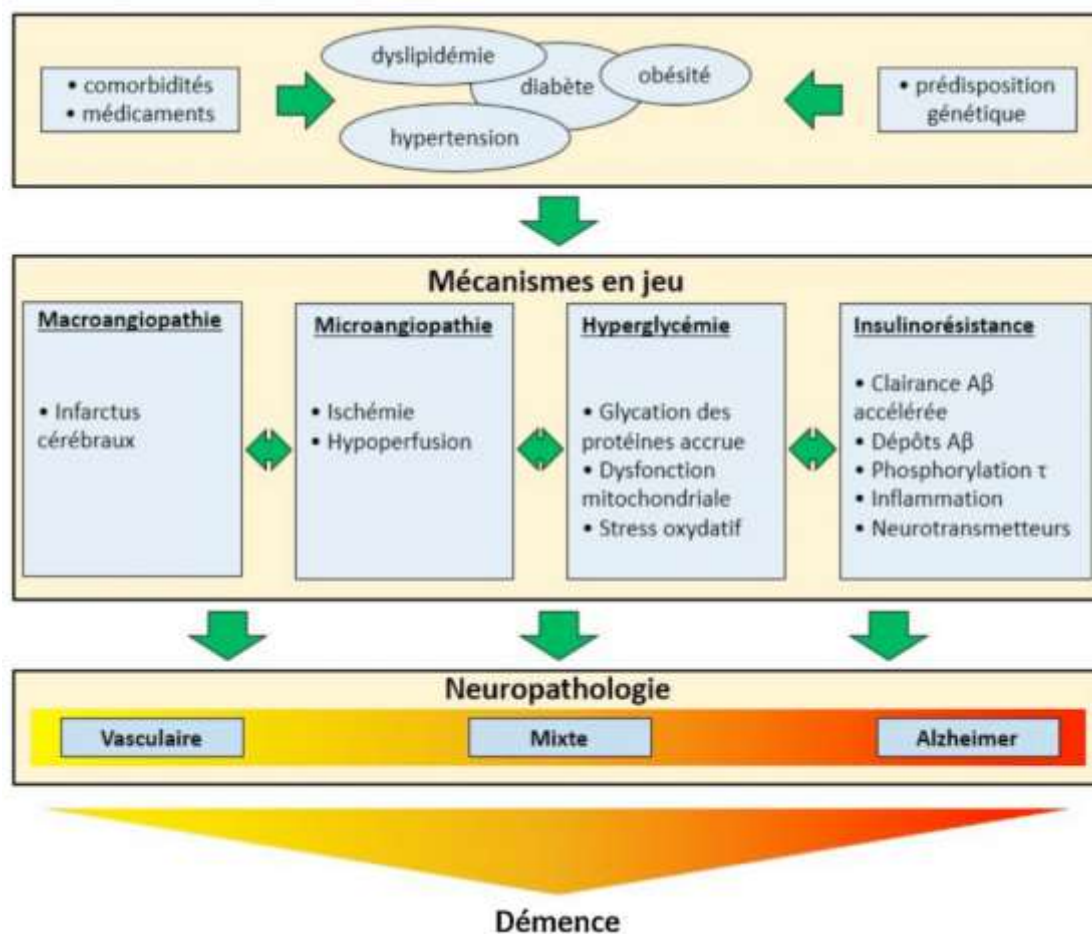 dyslipidémie
• comorbidités
• médicaments
diabète
obésité
• prédisposition
génétique
hypertension
Mécanismes en jeu
Macroangiopathie
• Infarctus
cérébraux
Microangiopathie
• Ischémie
• Hypoperfusion
Hyperglycémie
• Glycation des
protéines accrue
• Dysfonction
mitochondriale
• Stress oxydatif
Insulinorésistance
• Clairance Aβ
accélérée
• Dépôts Aβ
• Phosphorylation τ
• Inflammation
• Neurotransmetteurs
Neuropathologie
Vasculaire
Mixte
Alzheimer
Démence